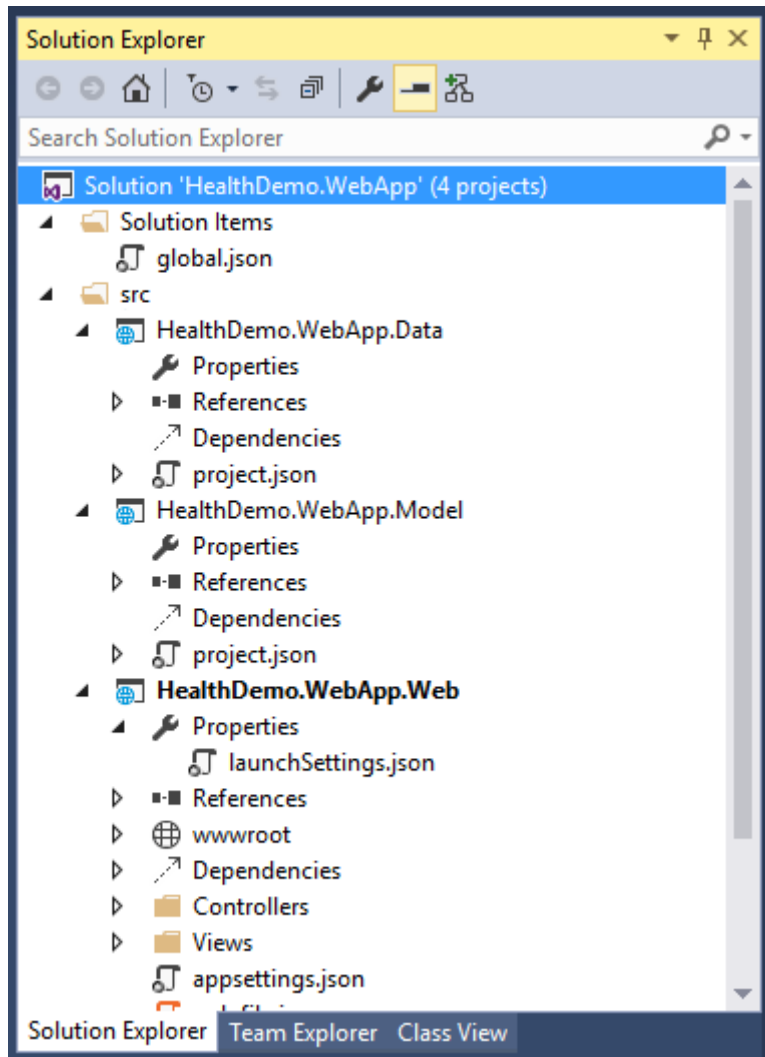 Solution Explorer
Search Solution Explorer
Solution 'HealthDemo.WebApp' (4 projects)
Solution Items
global.json
src
HealthDemo.WebApp.Data
Properties
References
Dependencies
project.json
HealthDemo.WebApp.Model
Properties
References
Dependencies
project.json
HealthDemo.WebApp.Web
Properties
launchSettings.json
References
wwwroot
Dependencies
Controllers
Views
appsettings.json
Solution Explorer Team Explorer Class View